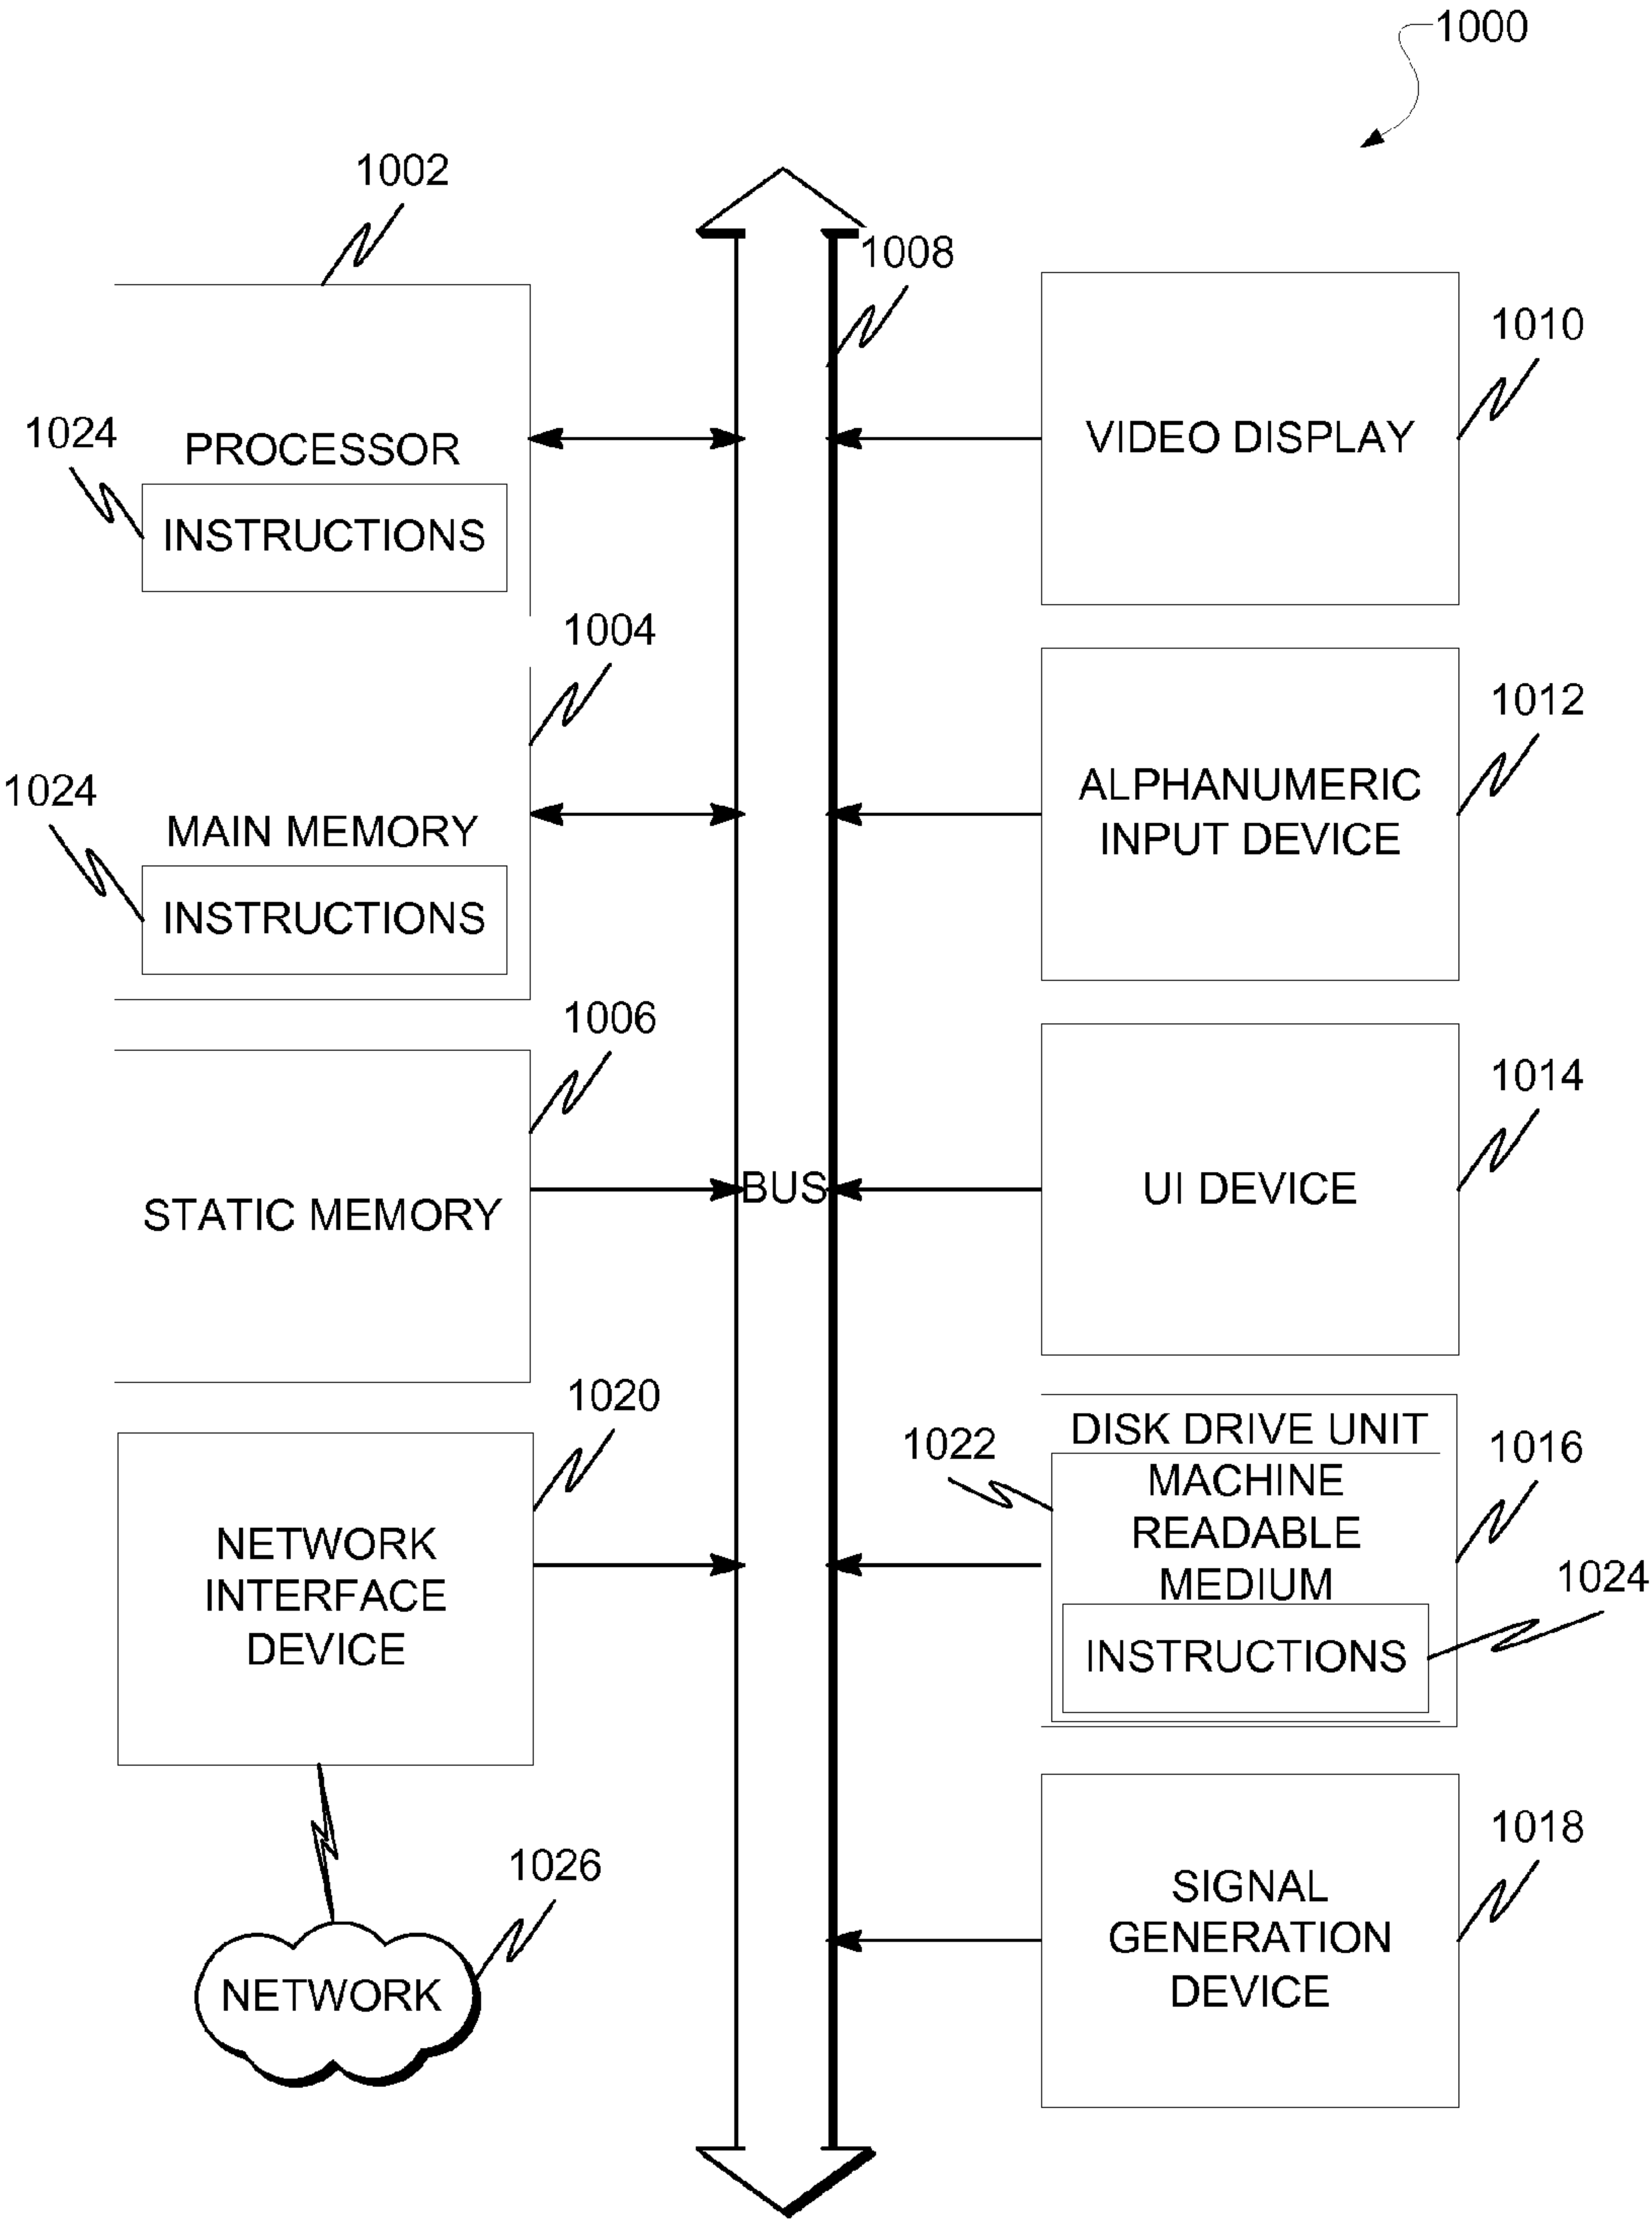 1000
1002
1008
1010
1024
PROCESSOR
INSTRUCTIONS
VIDEO DISPLAY
1004
1012
1024
MAIN MEMORY
INSTRUCTIONS
ALPHANUMERIC
INPUT DEVICE
1006
1014
STATIC MEMORY
BUS
UI DEVICE
1020
1022
DISK DRIVE UNIT
1016
MACHINE
READABLE
MEDIUM
1024
INSTRUCTIONS
NETWORK
INTERFACE
DEVICE
1026
NETWORK
1018
SIGNAL
GENERATION
DEVICE